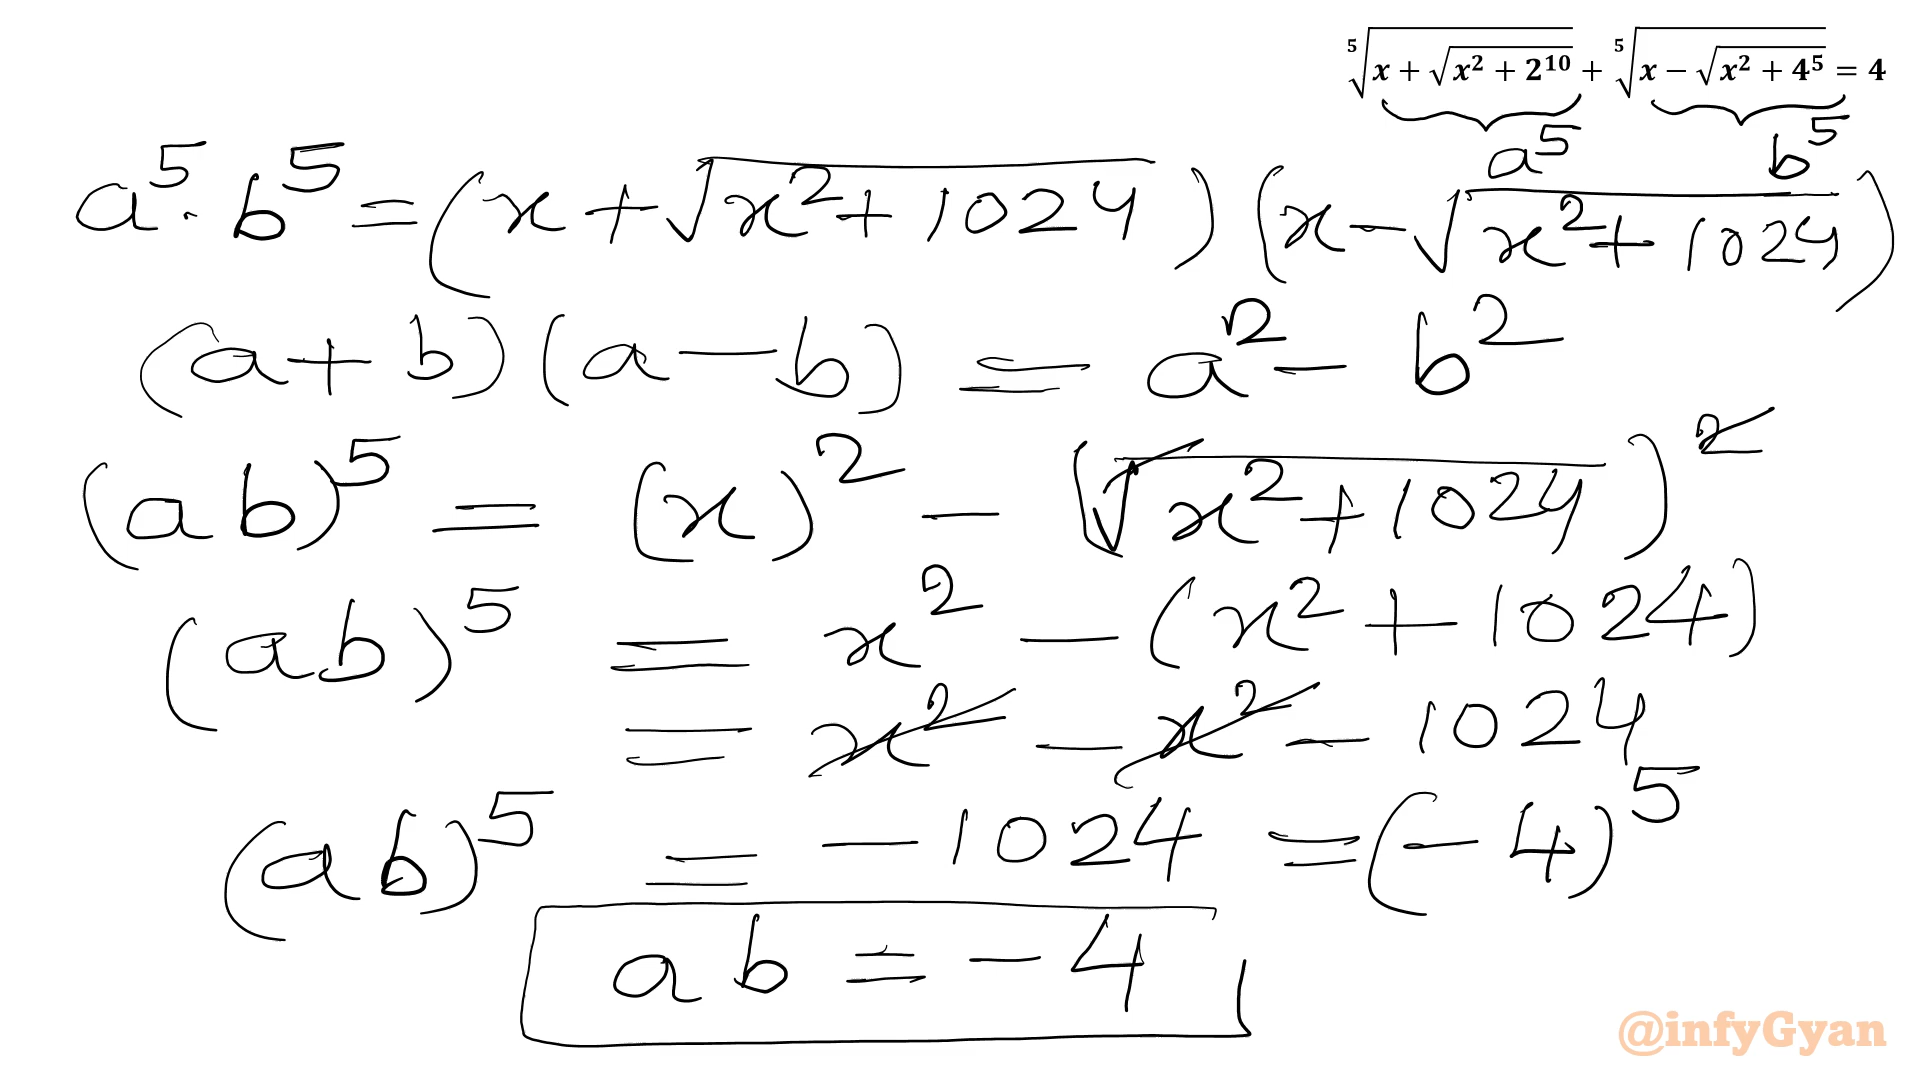 ⁵√(x + √(x² + 2¹⁰)) + ⁵√(x − √(x² + 4⁵)) = 4
a⁵ b⁵
a⁵ · b⁵ = (x + √(x² + 1024)) (x − √(x² + 1024))
(a + b)(a − b) = a² − b²
(ab)⁵ = (x)² − (√(x² + 1024))²
(ab)⁵ = x² − (x² + 1024)
= x² − x² − 1024
(ab)⁵ = − 1024 = (− 4)⁵
ab = − 4
@infyGyan